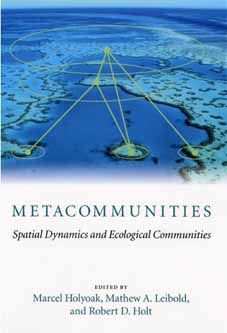 METACOMMUNITIES
Spatial Dynamics and Ecological Communities
EDITED BY
Marcel Holyoak, Mathew A. Leibold,
and Robert D. Holt